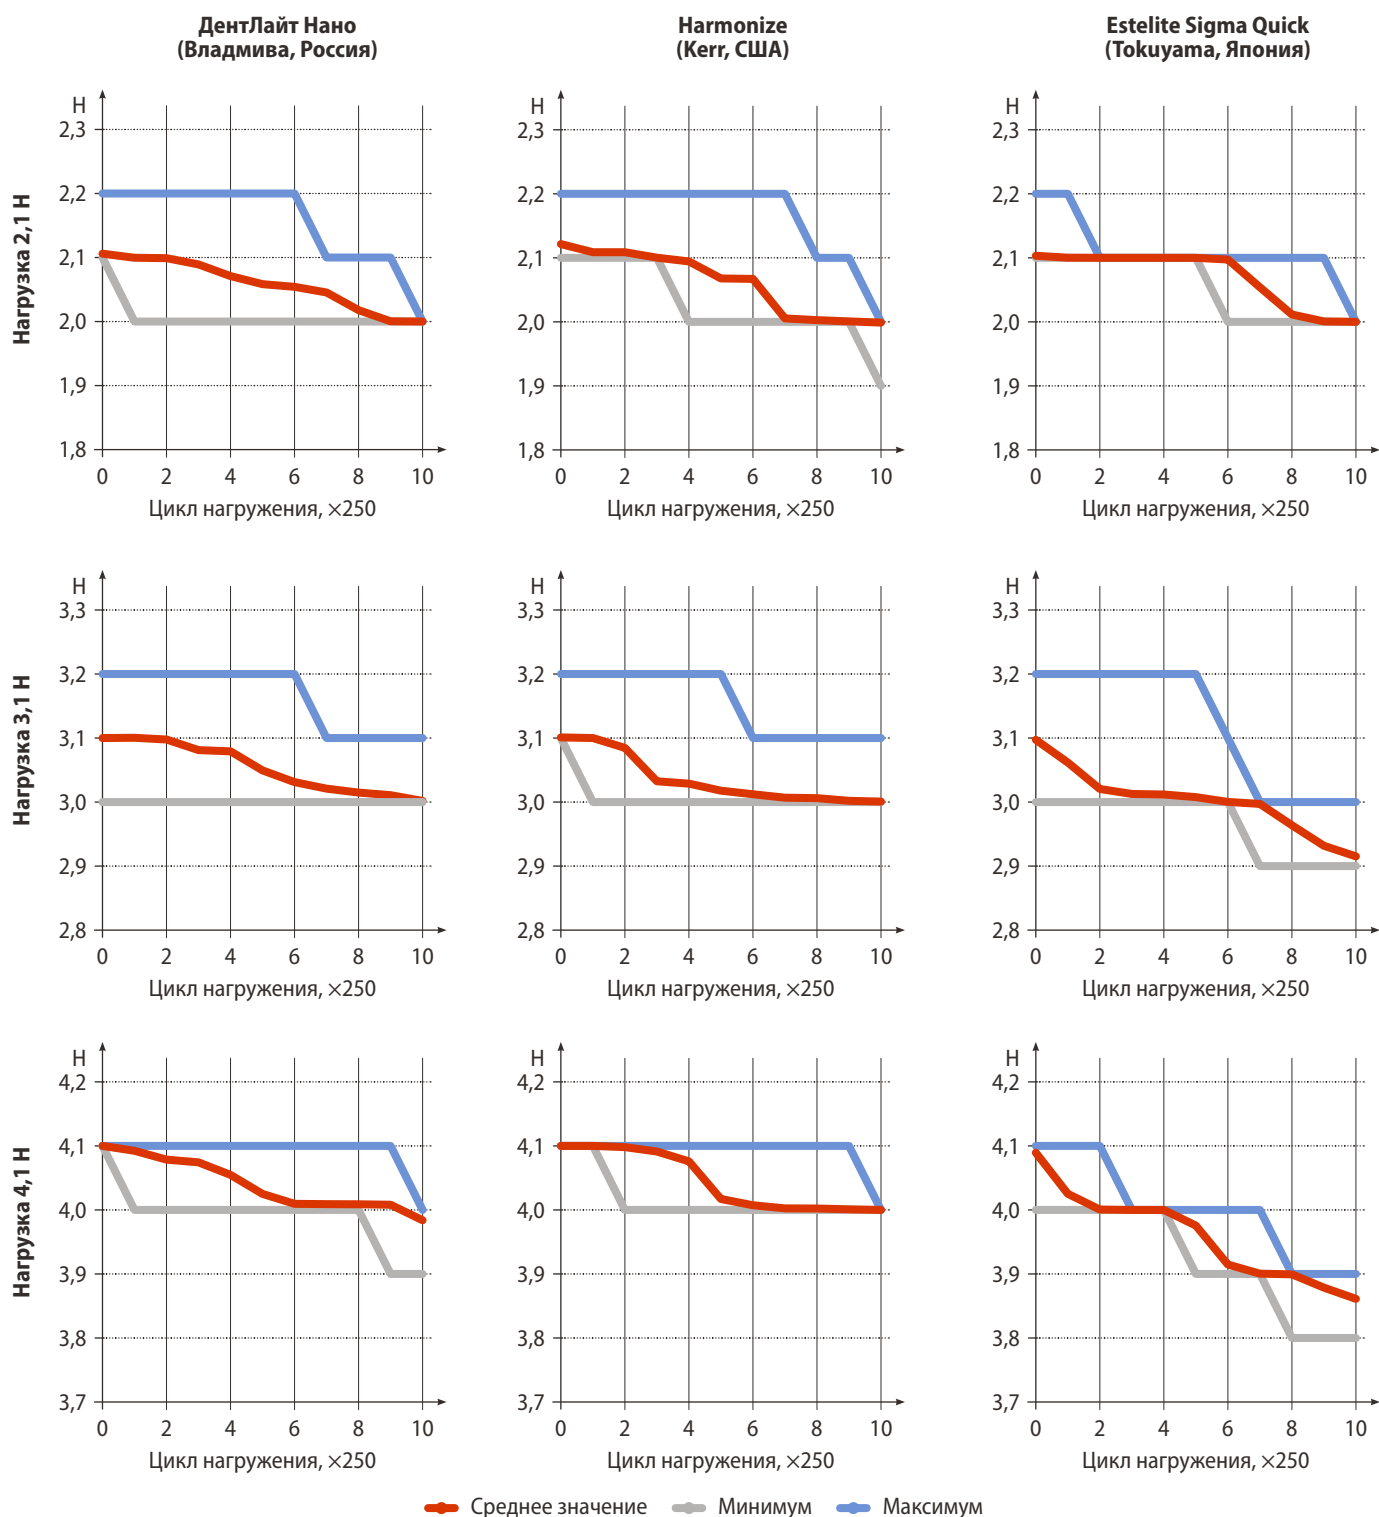 ДентЛайт Нано
(Владмива, Россия)
Harmonize
(Kerr, США)
Estelite Sigma Quick
(Tokuyama, Япония)
Нагрузка 2,1 Н
Н
2,3
2,2
2,1
2,0
1,9
1,8
0 2 4 6 8 10
Цикл нагружения, ×250
Н
2,3
2,2
2,1
2,0
1,9
1,8
0 2 4 6 8 10
Цикл нагружения, ×250
Н
2,3
2,2
2,1
2,0
1,9
1,8
0 2 4 6 8 10
Цикл нагружения, ×250
Нагрузка 3,1 Н
Н
3,3
3,2
3,1
3,0
2,9
2,8
0 2 4 6 8 10
Цикл нагружения, ×250
Н
3,3
3,2
3,1
3,0
2,9
2,8
0 2 4 6 8 10
Цикл нагружения, ×250
Н
3,3
3,2
3,1
3,0
2,9
2,8
0 2 4 6 8 10
Цикл нагружения, ×250
Нагрузка 4,1 Н
Н
4,2
4,1
4,0
3,9
3,8
3,7
0 2 4 6 8 10
Цикл нагружения, ×250
Н
4,2
4,1
4,0
3,9
3,8
3,7
0 2 4 6 8 10
Цикл нагружения, ×250
Н
4,2
4,1
4,0
3,9
3,8
3,7
0 2 4 6 8 10
Цикл нагружения, ×250
Среднее значение Минимум Максимум